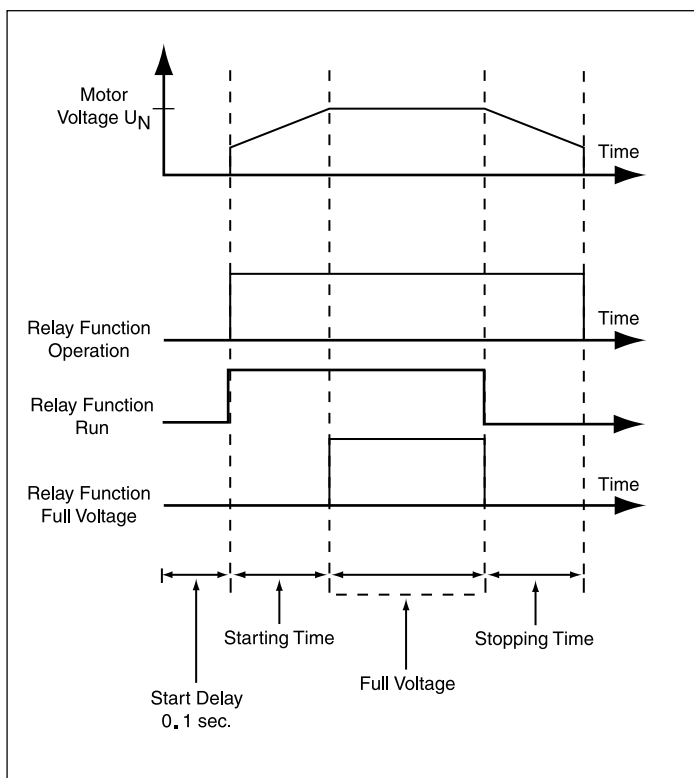 Motor
Voltage UN
Time
Relay Function
Operation
Time
Relay Function
Run
Relay Function
Full Voltage
Time
Starting Time
Stopping Time
Full Voltage
Start Delay
0.1 sec.